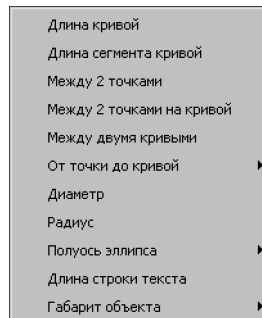 Длина кривой
Длина сегмента кривой
Между 2 точками
Между 2 точками на кривой
Между двумя кривыми
От точки до кривой
Диаметр
Радиус
Полуось эллипса
Длина строки текста
Габарит объекта